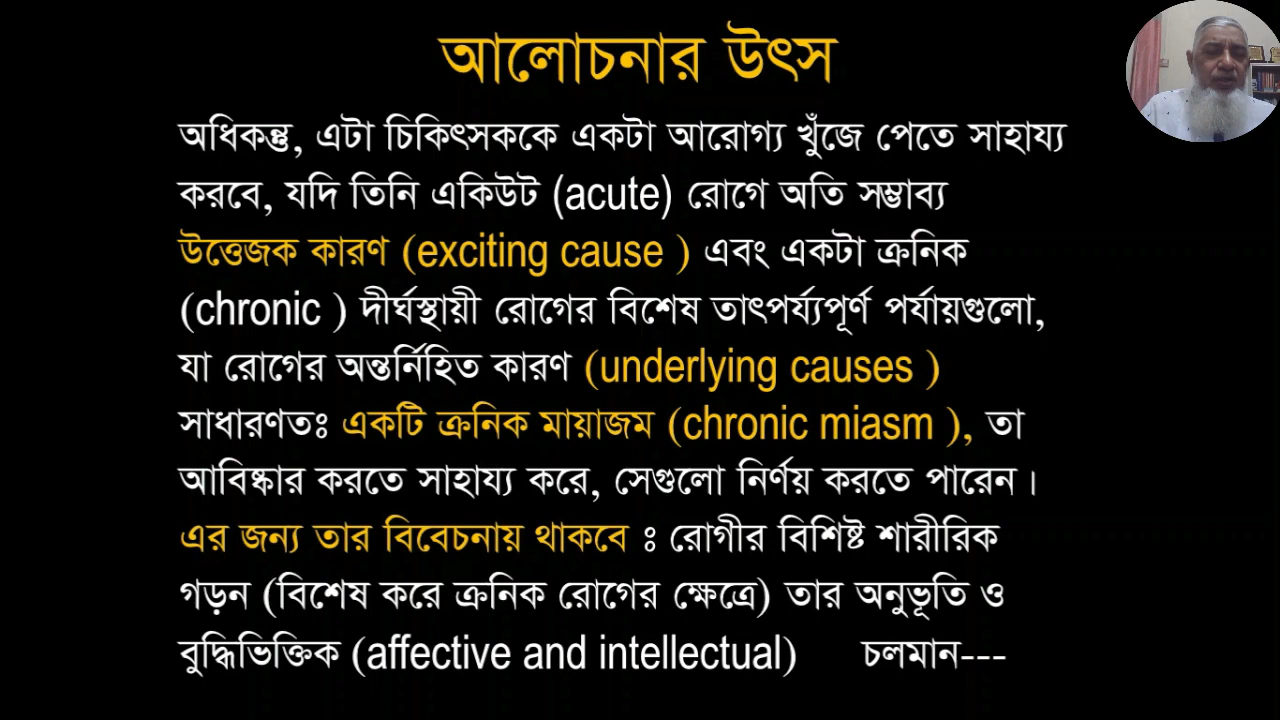 আলোচনার উৎস
অধিকন্তু, এটা চিকিৎসককে একটা আরোগ্য খুঁজে পেতে সাহায্য
করবে, যদি তিনি একিউট (acute) রোগে অতি সম্ভাব্য
উত্তেজক কারণ (exciting cause ) এবং একটা ক্রনিক
(chronic ) দীর্ঘস্থায়ী রোগের বিশেষ তাৎপর্য্যপূর্ণ পর্যায়গুলো,
যা রোগের অন্তর্নিহিত কারণ (underlying causes )
সাধারণতঃ একটি ক্রনিক মায়াজম (chronic miasm ), তা
আবিষ্কার করতে সাহায্য করে, সেগুলো নির্ণয় করতে পারেন।
এর জন্য তার বিবেচনায় থাকবে ঃ রোগীর বিশিষ্ট শারীরিক
গড়ন (বিশেষ করে ক্রনিক রোগের ক্ষেত্রে) তার অনুভূতি ও
বুদ্ধিভিক্তিক (affective and intellectual) চলমান---